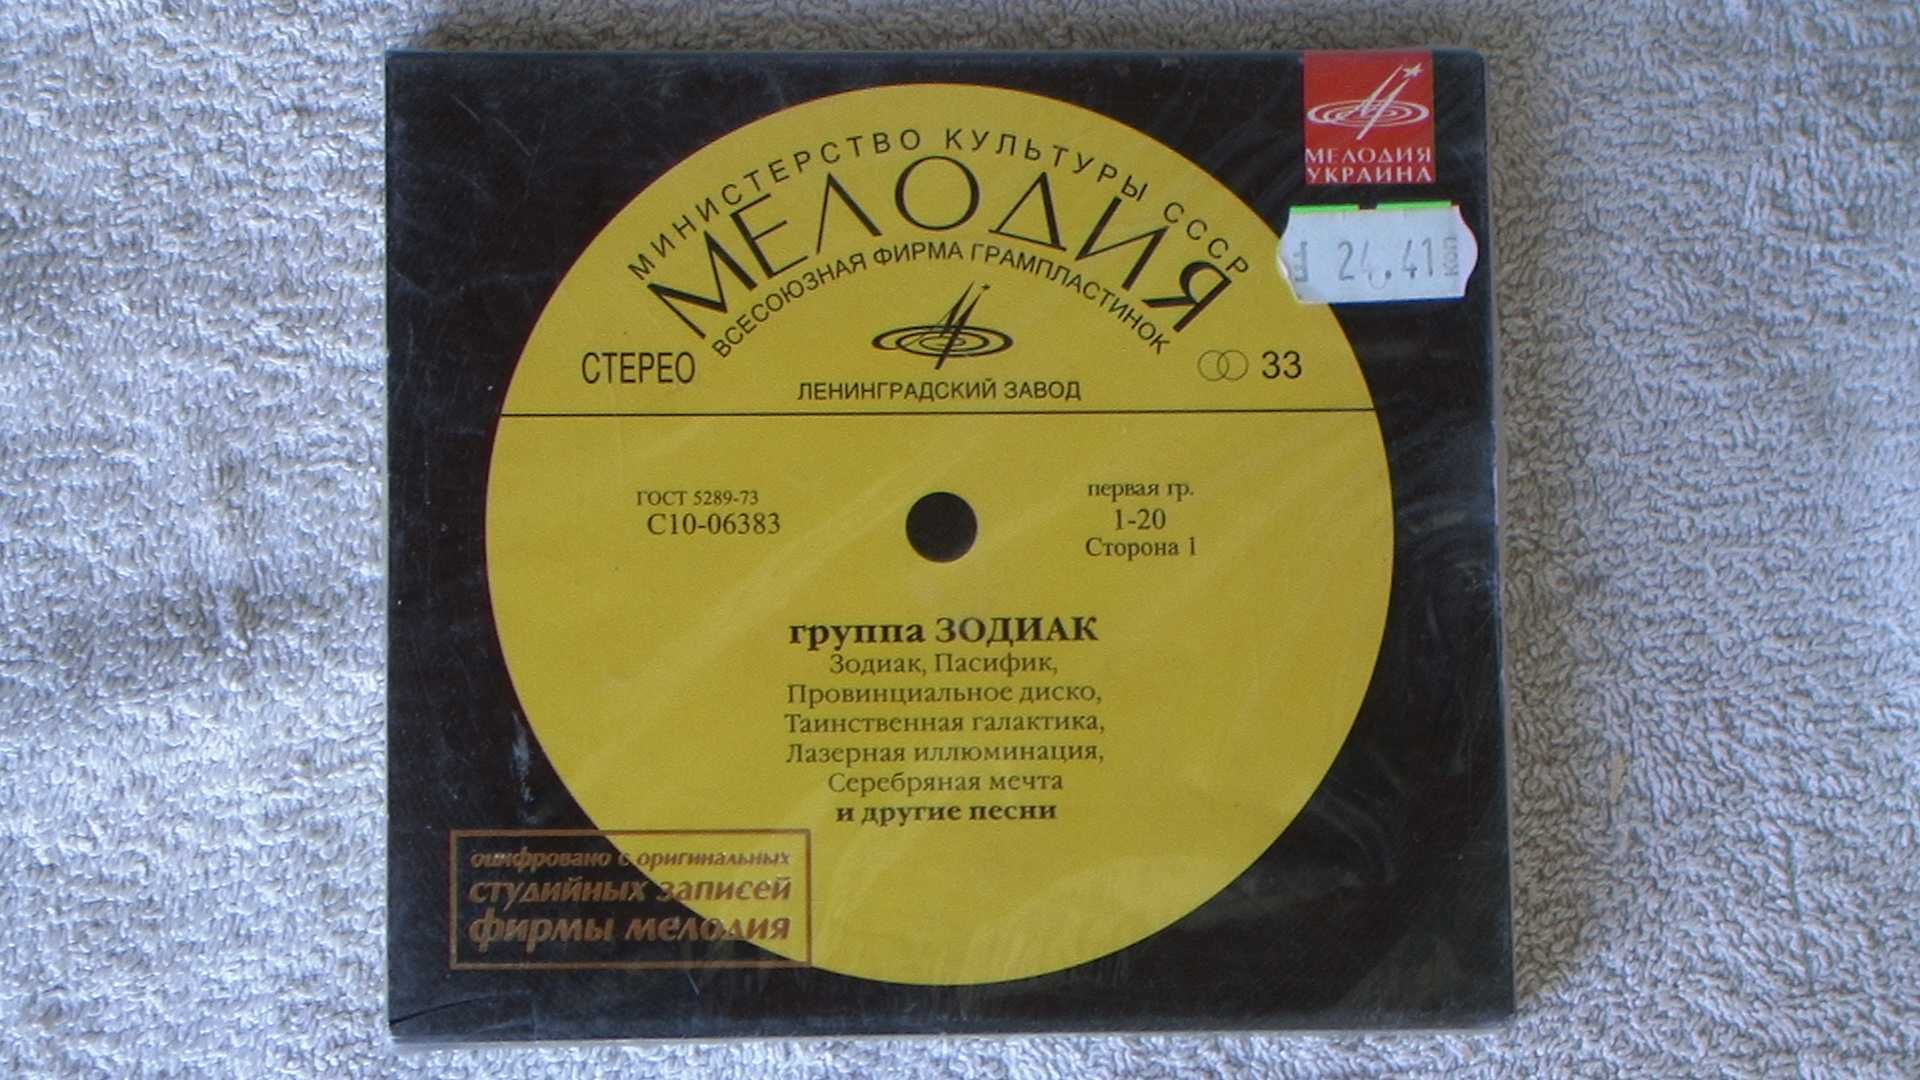 МИНИСТЕРСТВО КУЛЬТУРЫ СССР
МЕЛОДИЯ
ВСЕСОЮЗНАЯ ФИРМА ГРАМПЛАСТИНОК
МЕЛОДИЯ
УКРАИНА
24.41 КОП
СТЕРЕО
33
ЛЕНИНГРАДСКИЙ ЗАВОД
ГОСТ 5289-73
С10-06383
первая гр.
1-20
Сторона 1
группа ЗОДИАК
Зодиак, Пасифик,
Провинциальное диско,
Таинственная галактика,
Лазерная иллюминация,
Серебряная мечта
и другие песни
оцифровано с оригинальных
студийных записей
фирмы мелодия